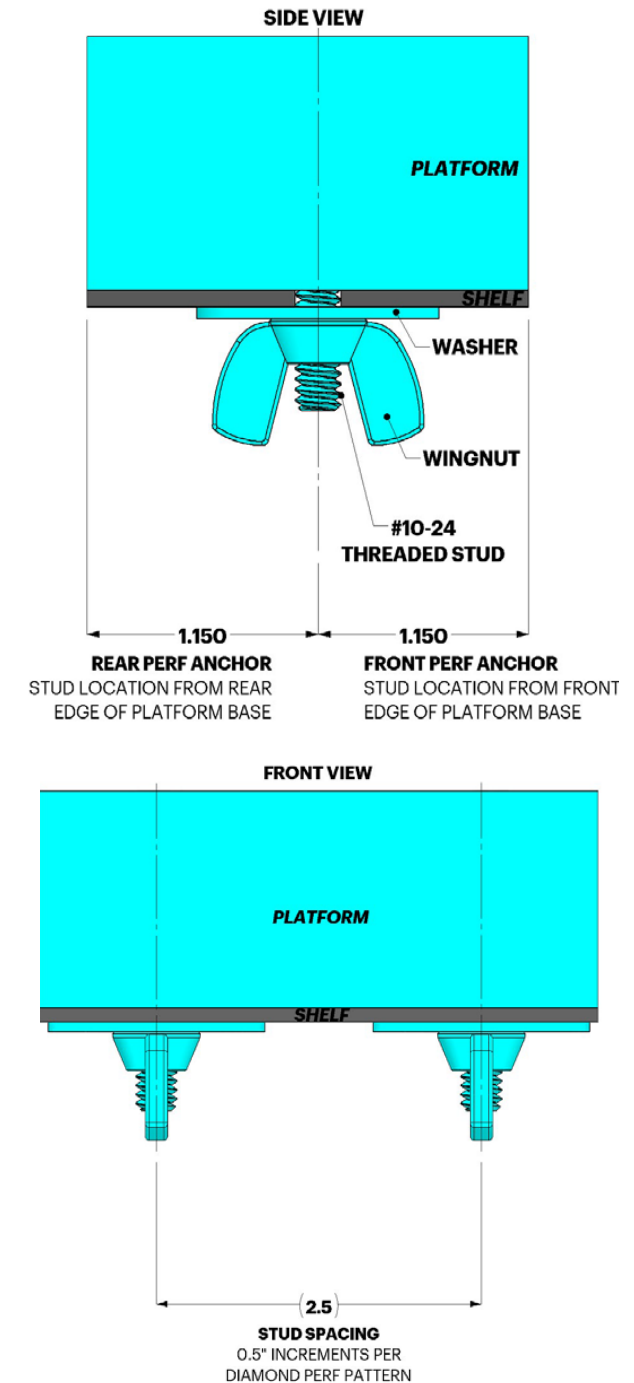 SIDE VIEW
PLATFORM
SHELF
WASHER
WINGNUT
#10-24
THREADED STUD
1.150
1.150
REAR PERF ANCHOR
STUD LOCATION FROM REAR
EDGE OF PLATFORM BASE
FRONT PERF ANCHOR
STUD LOCATION FROM FRONT
EDGE OF PLATFORM BASE
FRONT VIEW
PLATFORM
SHELF
(2.5)
STUD SPACING
0.5" INCREMENTS PER
DIAMOND PERF PATTERN